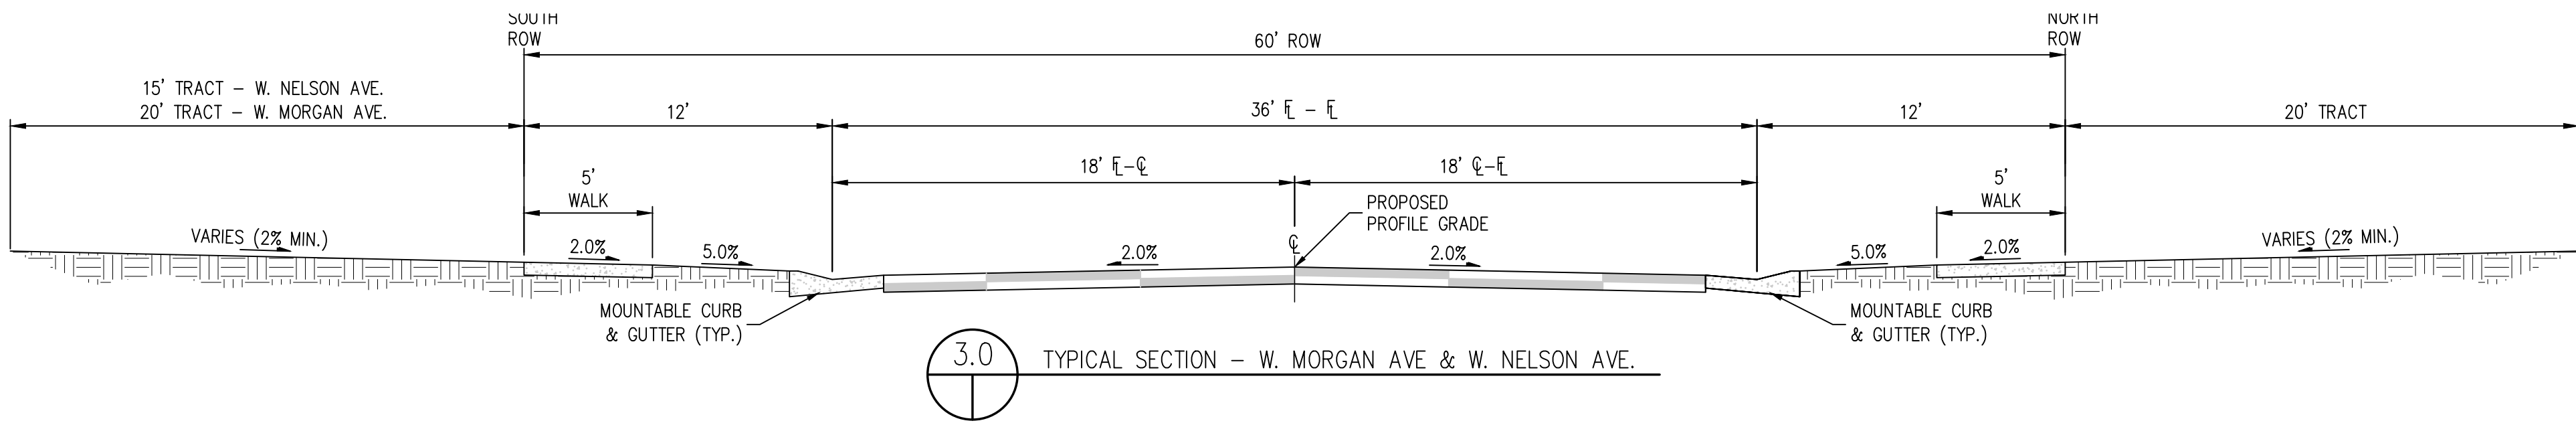 SOUTH
ROW
NORTH
ROW
60' ROW
15' TRACT - W. NELSON AVE.
20' TRACT - W. MORGAN AVE.
12'
36' FL - FL
12'
20' TRACT
18' FL-CL
18' CL-FL
5'
WALK
5'
WALK
PROPOSED
PROFILE GRADE
VARIES (2% MIN.)
2.0%
5.0%
2.0%
CL
2.0%
5.0%
2.0%
VARIES (2% MIN.)
MOUNTABLE CURB
& GUTTER (TYP.)
MOUNTABLE CURB
& GUTTER (TYP.)
3.0
TYPICAL SECTION - W. MORGAN AVE & W. NELSON AVE.